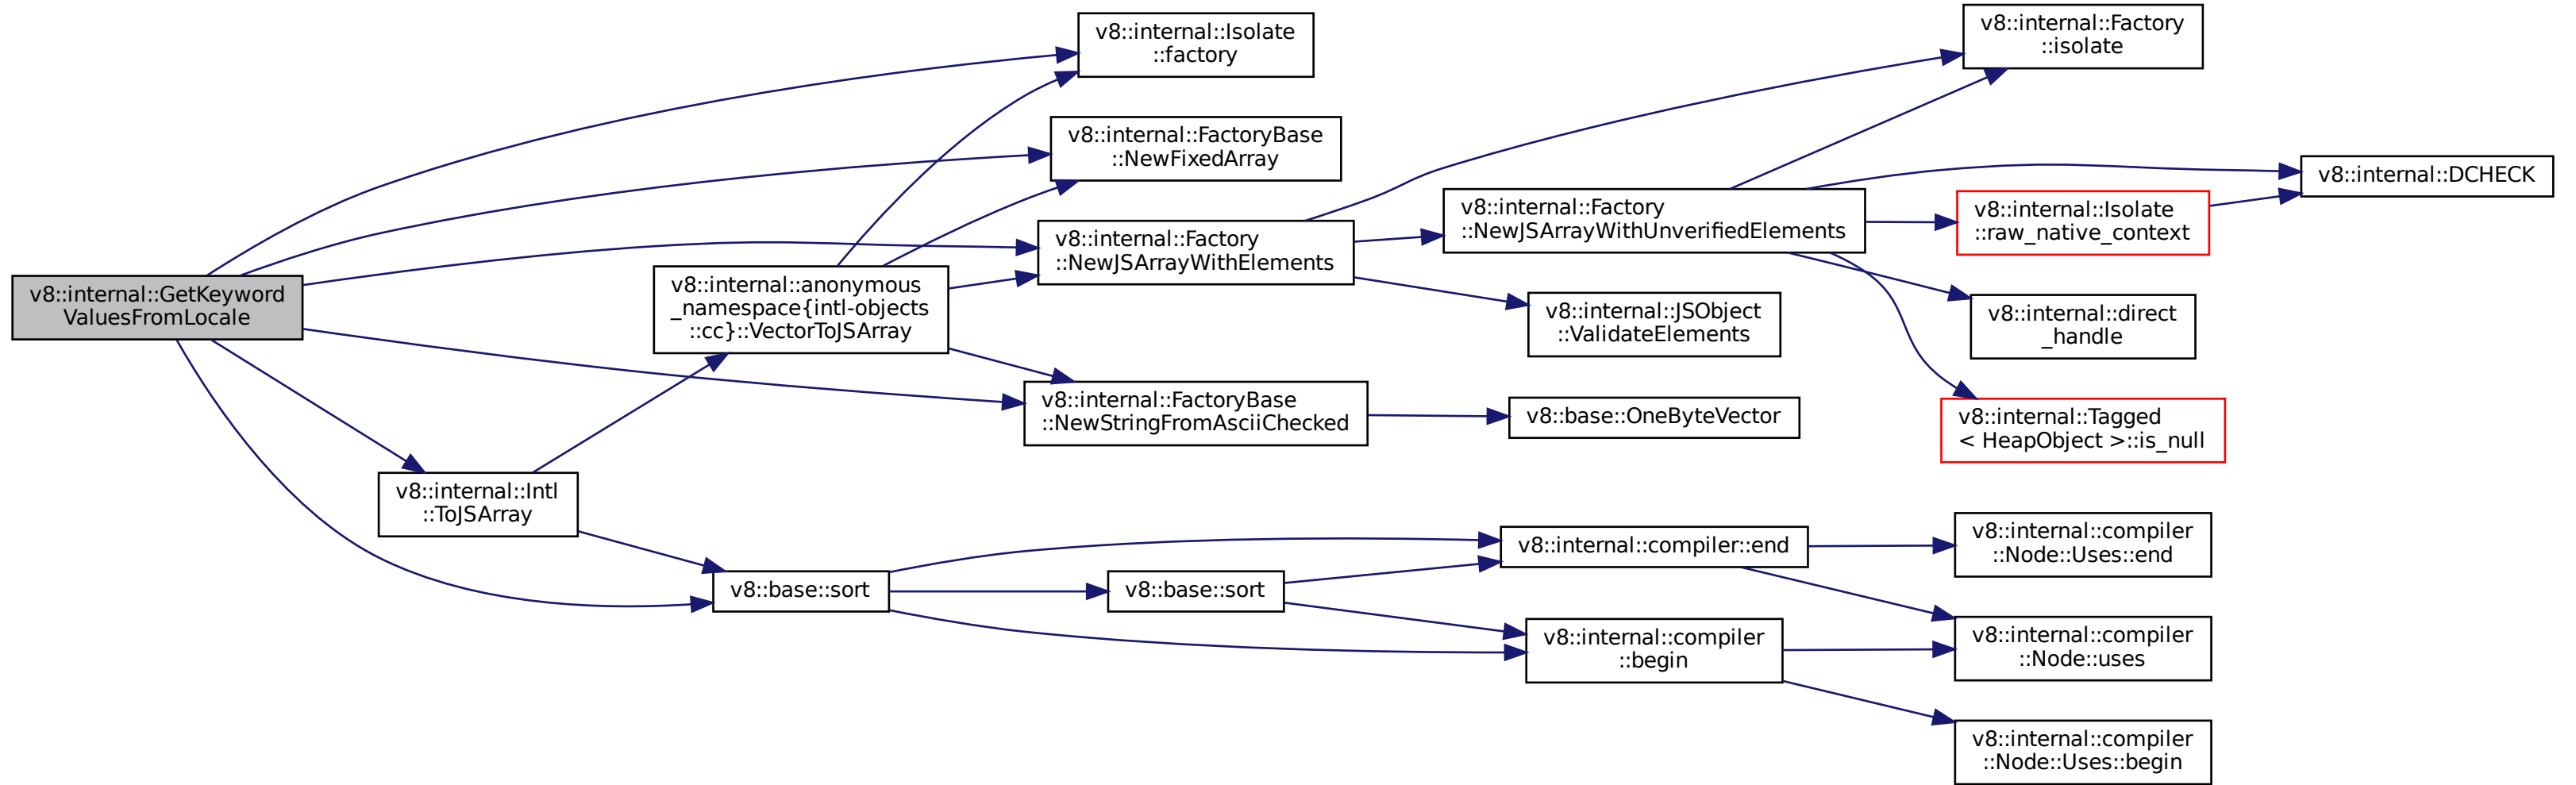 v8::internal::GetKeyword
ValuesFromLocale
v8::internal::Isolate
::factory
v8::internal::FactoryBase
::NewFixedArray
v8::internal::Factory
::NewJSArrayWithElements
v8::internal::anonymous
_namespace{intl-objects
::cc}::VectorToJSArray
v8::internal::FactoryBase
::NewStringFromAsciiChecked
v8::internal::Intl
::ToJSArray
v8::base::sort
v8::base::sort
v8::internal::Factory
::isolate
v8::internal::Factory
::NewJSArrayWithUnverifiedElements
v8::internal::DCHECK
v8::internal::Isolate
::raw_native_context
v8::internal::JSObject
::ValidateElements
v8::internal::direct
_handle
v8::internal::Tagged
< HeapObject >::is_null
v8::base::OneByteVector
v8::internal::compiler::end
v8::internal::compiler
::begin
v8::internal::compiler
::Node::Uses::end
v8::internal::compiler
::Node::uses
v8::internal::compiler
::Node::Uses::begin